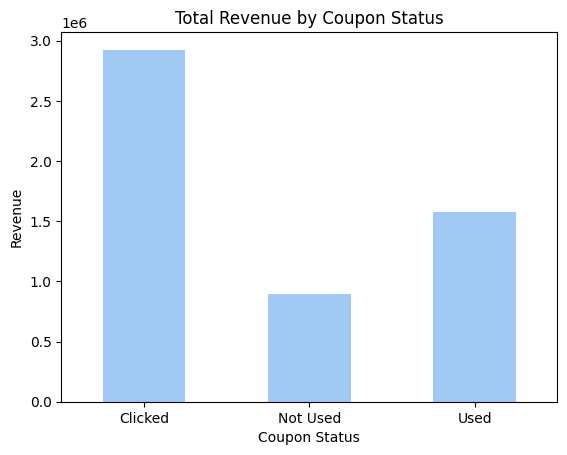 Total Revenue by Coupon Status
1e6
3.0
2.5
2.0
1.5
1.0
0.5
0.0
Revenue
Clicked
Not Used
Used
Coupon Status